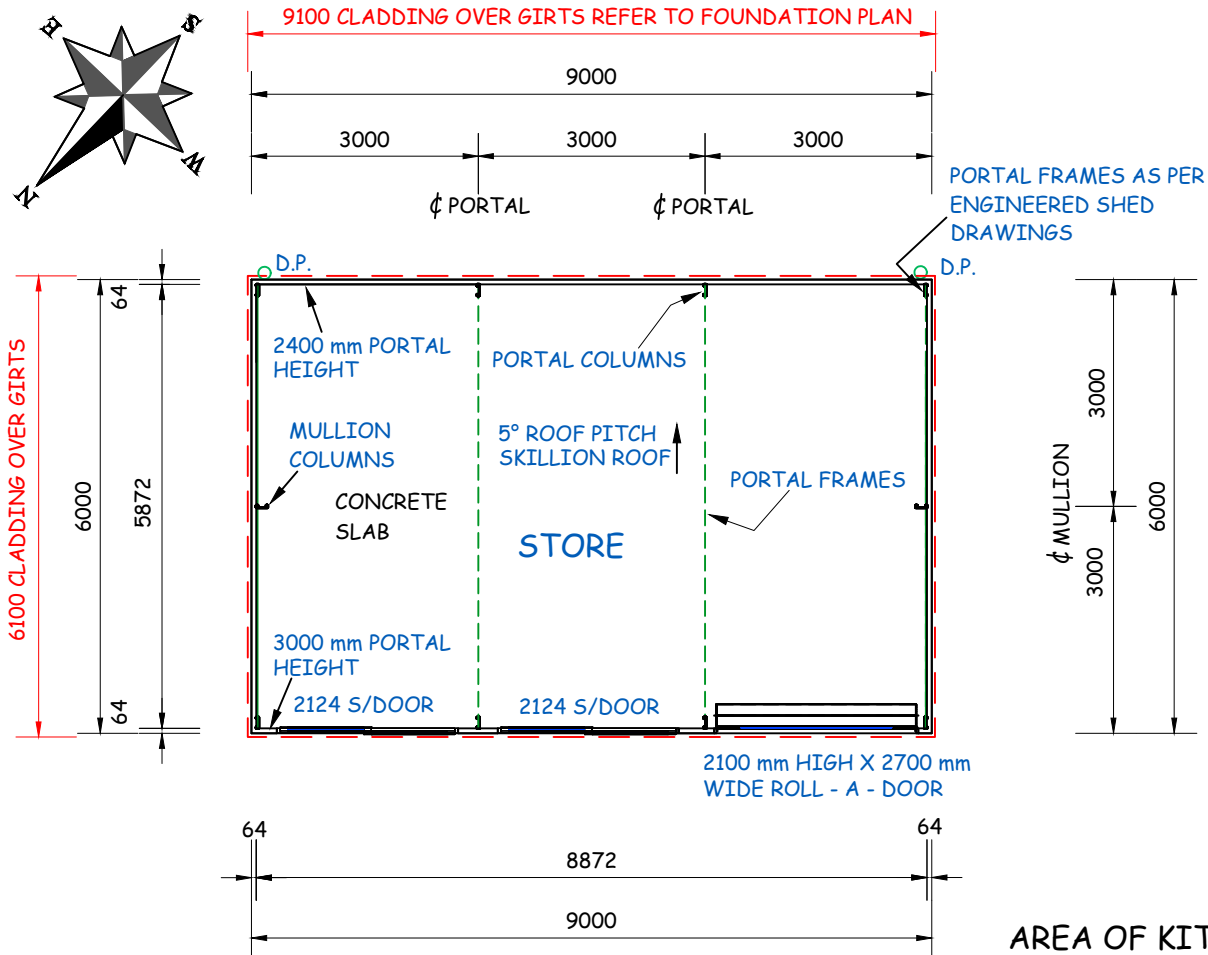 9100 CLADDING OVER GIRTS REFER TO FOUNDATION PLAN
E
S
W
N
9000
3000
3000
3000
₵ PORTAL
₵ PORTAL
PORTAL FRAMES AS PER
ENGINEERED SHED
DRAWINGS
D.P.
D.P.
64
2400 mm PORTAL
HEIGHT
PORTAL COLUMNS
6100 CLADDING OVER GIRTS
6000
5872
MULLION
COLUMNS
5° ROOF PITCH
SKILLION ROOF
PORTAL FRAMES
CONCRETE
SLAB
STORE
3000
₵ MULLION
3000
6000
3000 mm PORTAL
HEIGHT
64
2124 S/DOOR
2124 S/DOOR
2100 mm HIGH X 2700 mm
WIDE ROLL - A - DOOR
64
64
8872
9000
AREA OF KIT